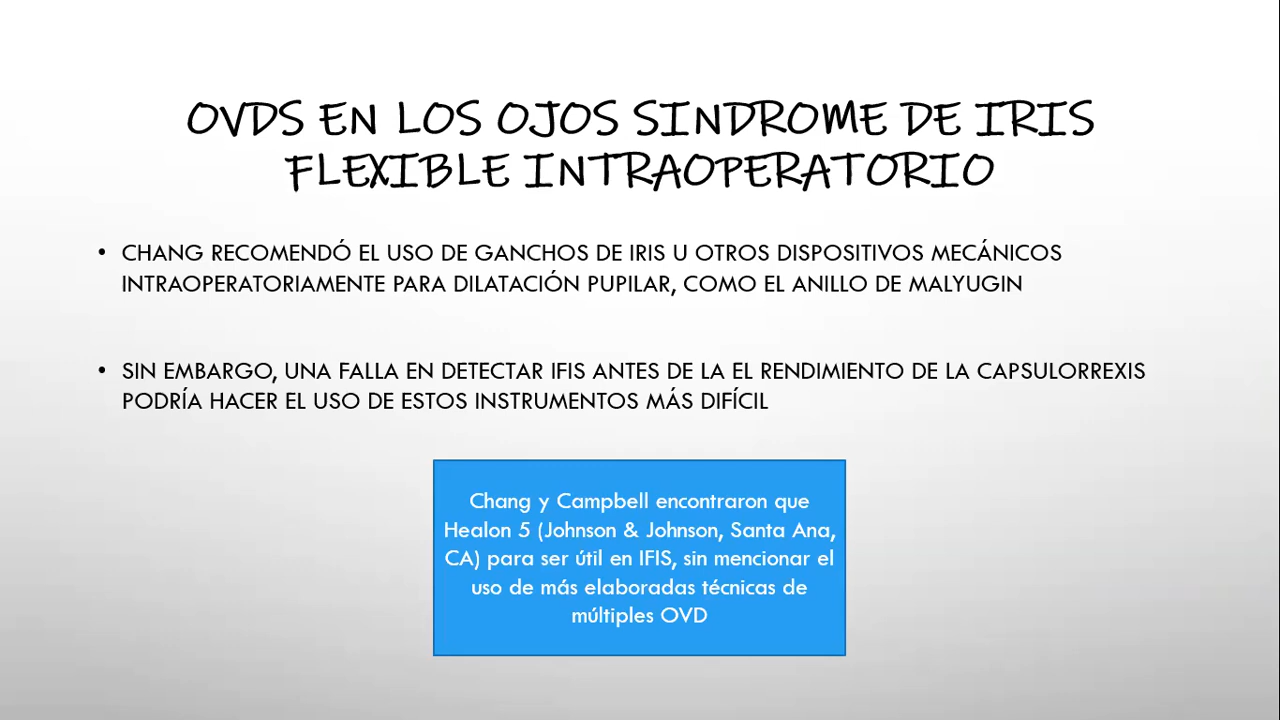 OVDS EN LOS OJOS SINDROME DE IRIS
FLEXIBLE INTRAOPERATORIO
• CHANG RECOMENDÓ EL USO DE GANCHOS DE IRIS U OTROS DISPOSITIVOS MECÁNICOS
INTRAOPERATORIAMENTE PARA DILATACIÓN PUPILAR, COMO EL ANILLO DE MALYUGIN
• SIN EMBARGO, UNA FALLA EN DETECTAR IFIS ANTES DE LA EL RENDIMIENTO DE LA CAPSULORREXIS
PODRÍA HACER EL USO DE ESTOS INSTRUMENTOS MÁS DIFÍCIL
Chang y Campbell encontraron que
Healon 5 (Johnson & Johnson, Santa Ana,
CA) para ser útil en IFIS, sin mencionar el
uso de más elaboradas técnicas de
múltiples OVD